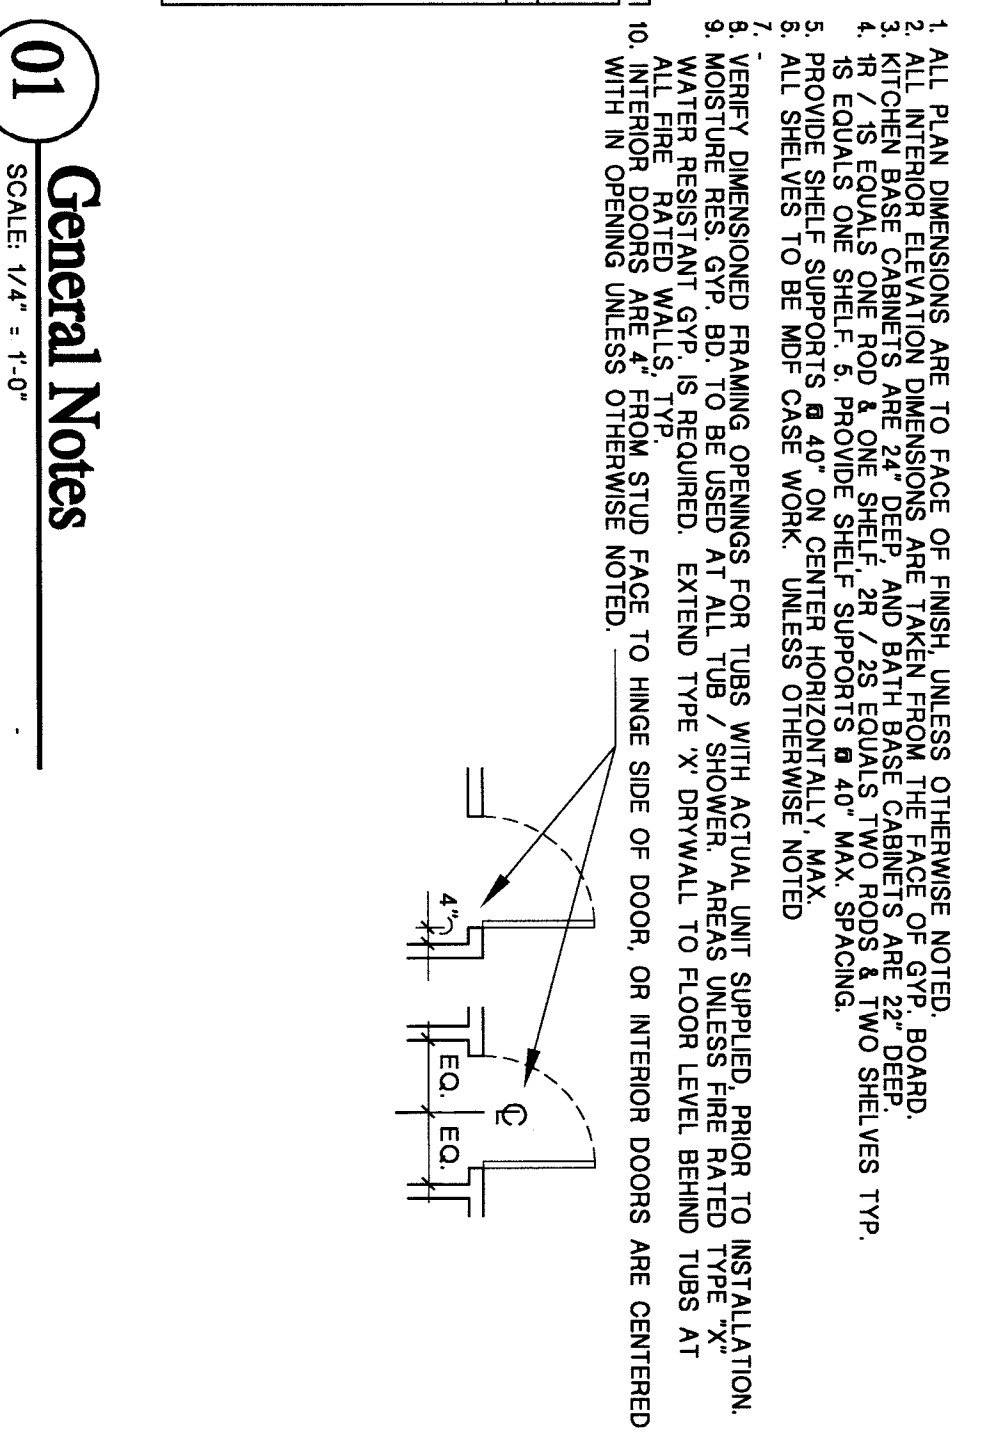 1. ALL PLAN DIMENSIONS ARE TO FACE OF FINISH, UNLESS OTHERWISE NOTED.
2. ALL INTERIOR ELEVATION DIMENSIONS ARE TAKEN FROM THE FACE OF GYP. BOARD.
3. KITCHEN BASE CABINETS ARE 24" DEEP, AND BATH BASE CABINETS ARE 22" DEEP.
4. 1R / 1S EQUALS ONE ROD & ONE SHELF, 2R / 2S EQUALS TWO RODS & TWO SHELVES TYP.
1S EQUALS ONE SHELF. 5. PROVIDE SHELF SUPPORTS @ 40" MAX. SPACING.
5. PROVIDE SHELF SUPPORTS @ 40" ON CENTER HORIZONTALLY, MAX.
6. ALL SHELVES TO BE MDF CASE WORK. UNLESS OTHERWISE NOTED
7. -
8. VERIFY DIMENSIONED FRAMING OPENINGS FOR TUBS WITH ACTUAL UNIT SUPPLIED, PRIOR TO INSTALLATION.
9. MOISTURE RES. GYP. BD. TO BE USED AT ALL TUB / SHOWER. AREAS UNLESS FIRE RATED TYPE "X"
WATER RESISTANT GYP. IS REQUIRED. EXTEND TYPE 'X' DRYWALL TO FLOOR LEVEL BEHIND TUBS AT
ALL FIRE RATED WALLS, TYP.
10. INTERIOR DOORS ARE 4" FROM STUD FACE TO HINGE SIDE OF DOOR, OR INTERIOR DOORS ARE CENTERED
WITH IN OPENING UNLESS OTHERWISE NOTED.
4"
EQ. EQ.
CL
01 General Notes
SCALE: 1/4" = 1'-0" -